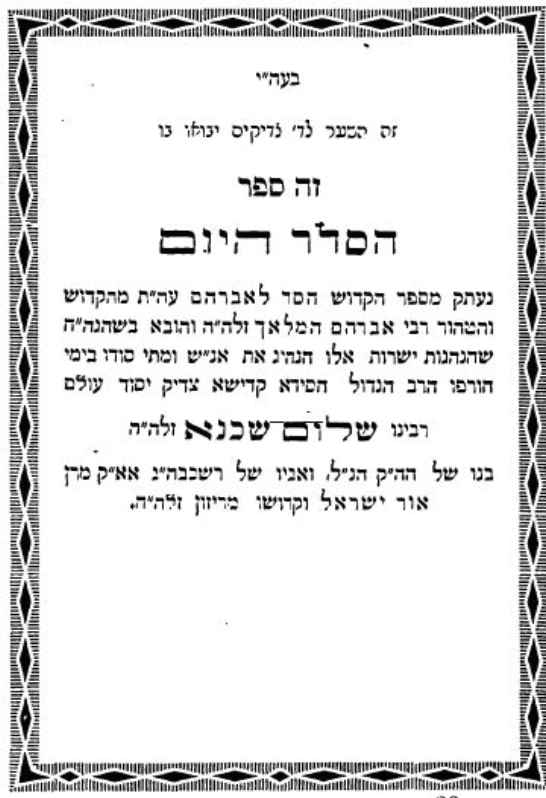 בעה״י
זה השער לד׳ צדיקים יבואו בו
זה ספר
הסדר היום
נעתק מספר הקדוש חסד לאברהם עה״ת מהקדוש
והטהור רבי אברהם המלאך זלה״ה והובא בשהנה״ח
שהנהגות ישרות אלו הנהיג את אנ״ש ומתי סודו בימי
חורפו הרב הגדול חסידא קדישא צדיק יסוד עולם
רבינו שלום שכנא זלה״ה
בנו של הה״ק הנ״ל, ואביו של רשכבה״ג אא״ק מרן
אור ישראל וקדושו מריזון זלה״ה.